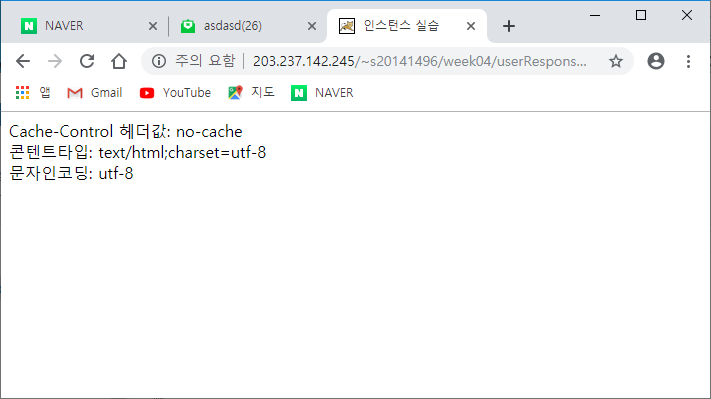 NAVER
asdasd(26)
인스턴스 실습
주의 요함 | 203.237.142.245/~s20141496/week04/userRespons...
앱 Gmail YouTube 지도 NAVER
Cache-Control 헤더값: no-cache
콘텐트타입: text/html;charset=utf-8
문자인코딩: utf-8